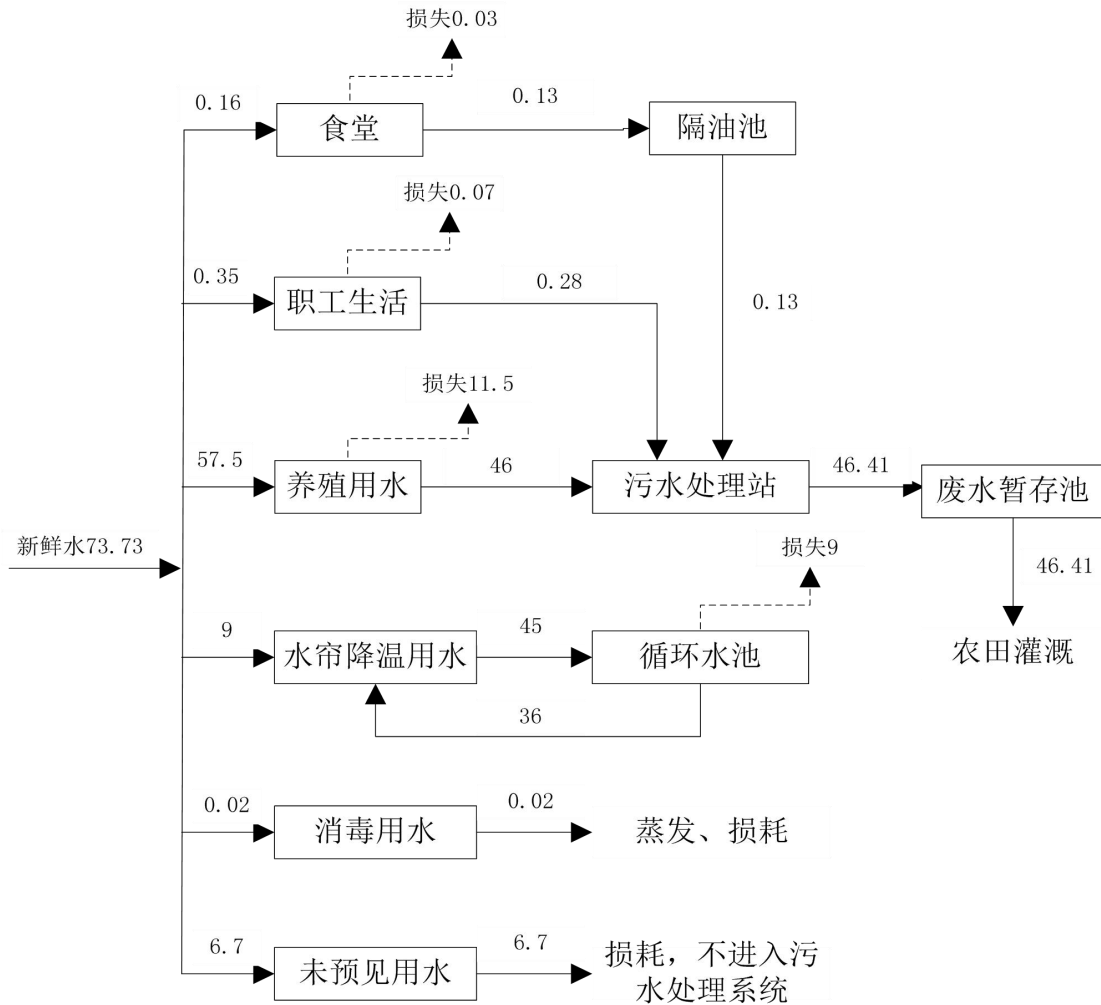 损失0.03
0.16
食堂
0.13
隔油池
损失0.07
0.35
职工生活
0.28
0.13
损失11.5
57.5
养殖用水
46
污水处理站
46.41
废水暂存池
新鲜水73.73
损失9
46.41
9
水帘降温用水
45
循环水池
农田灌溉
36
0.02
消毒用水
0.02
蒸发、损耗
6.7
未预见用水
6.7
损耗，不进入污
水处理系统